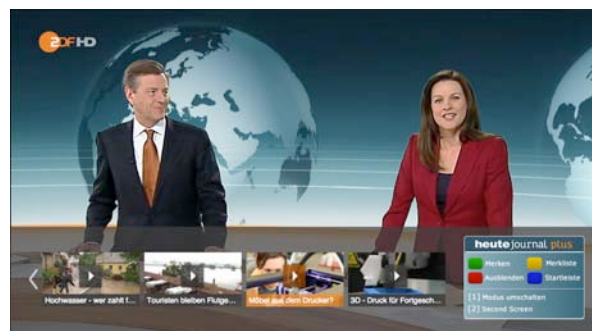 ZDF HD
Hochwasser - wer zahlt f...
Touristen bleiben Flutge...
Möbel aus dem Drucker?
3D - Druck für Fortgesch...
heute journal plus
Merken
Merkliste
Ausblenden
Startleiste
[1] Modus umschalten
[2] Second Screen